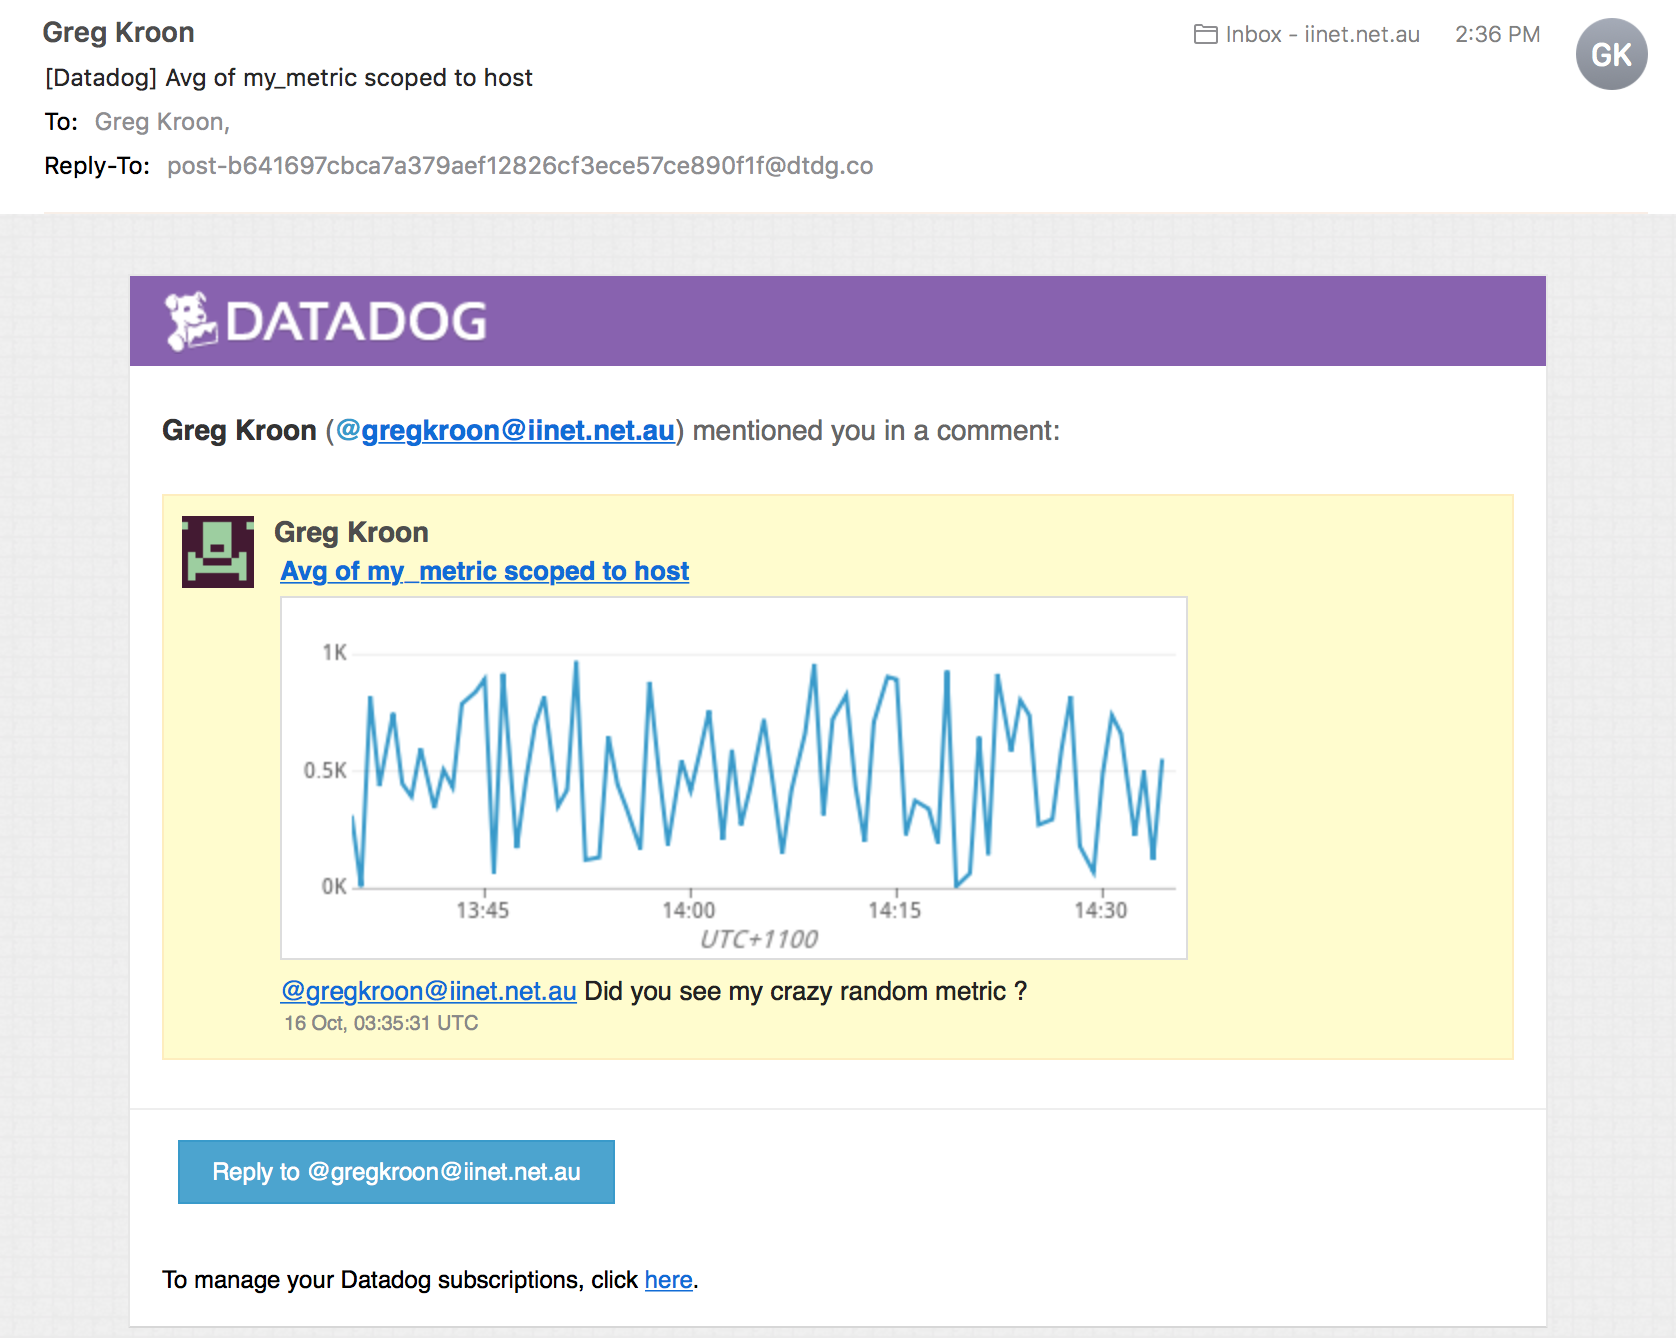 Greg Kroon
Inbox - iinet.net.au 2:36 PM
GK
[Datadog] Avg of my_metric scoped to host
To: Greg Kroon,
Reply-To: post-b641697cbca7a379aef12826cf3ece57ce890f1f@dtdg.co
DATADOG
Greg Kroon (@gregkroon@iinet.net.au) mentioned you in a comment:
Greg Kroon
Avg of my_metric scoped to host
1K
0.5K
0K
13:45 14:00 14:15 14:30
UTC+1100
@gregkroon@iinet.net.au Did you see my crazy random metric ?
16 Oct, 03:35:31 UTC
Reply to @gregkroon@iinet.net.au
To manage your Datadog subscriptions, click here.